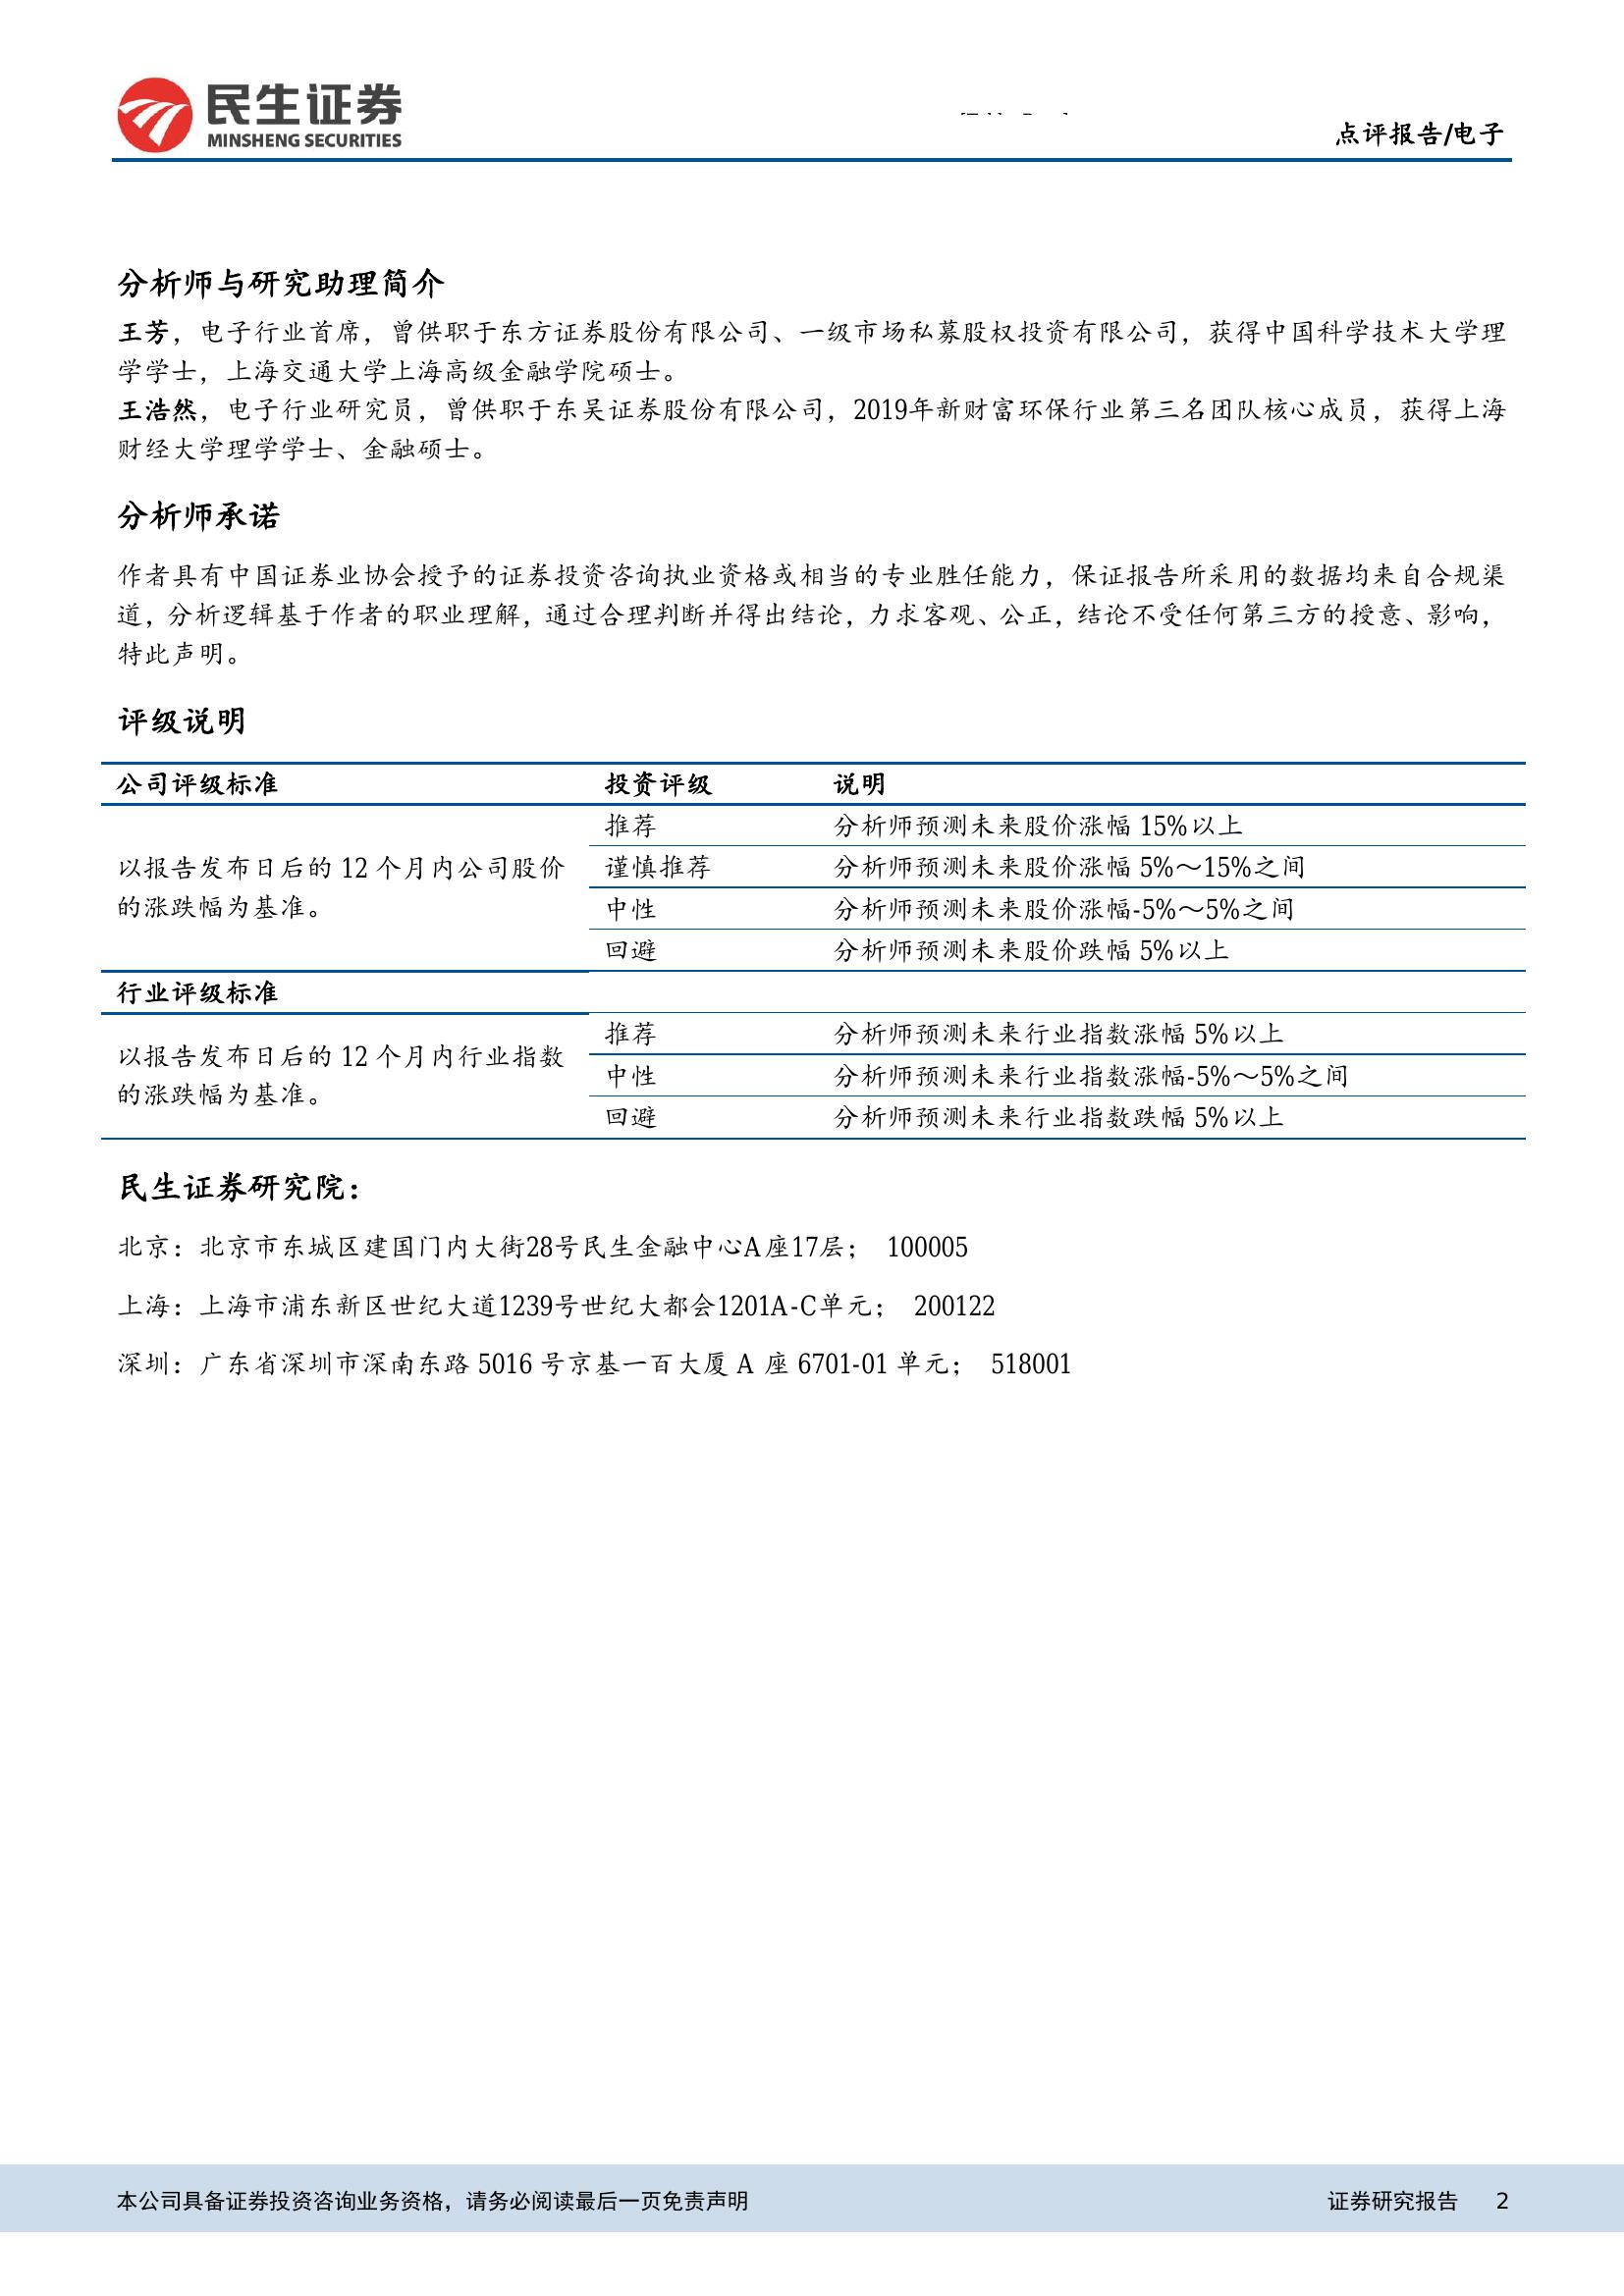 民生证券
MINSHENG SECURITIES
点评报告/电子
分析师与研究助理简介
王芳，电子行业首席，曾供职于东方证券股份有限公司、一级市场私募股权投资有限公司，获得中国科学技术大学理
学学士，上海交通大学上海高级金融学院硕士。
王浩然，电子行业研究员，曾供职于东吴证券股份有限公司，2019年新财富环保行业第三名团队核心成员，获得上海
财经大学理学学士、金融硕士。
分析师承诺
作者具有中国证券业协会授予的证券投资咨询执业资格或相当的专业胜任能力，保证报告所采用的数据均来自合规渠
道，分析逻辑基于作者的职业理解，通过合理判断并得出结论，力求客观、公正，结论不受任何第三方的授意、影响，
特此声明。
评级说明
公司评级标准 投资评级 说明
以报告发布日后的 12 个月内公司股价
的涨跌幅为基准。
推荐 分析师预测未来股价涨幅 15%以上
谨慎推荐 分析师预测未来股价涨幅 5%～15%之间
中性 分析师预测未来股价涨幅-5%～5%之间
回避 分析师预测未来股价跌幅 5%以上
行业评级标准
以报告发布日后的 12 个月内行业指数
的涨跌幅为基准。
推荐 分析师预测未来行业指数涨幅 5%以上
中性 分析师预测未来行业指数涨幅-5%～5%之间
回避 分析师预测未来行业指数跌幅 5%以上
民生证券研究院：
北京：北京市东城区建国门内大街28号民生金融中心A座17层； 100005
上海：上海市浦东新区世纪大道1239号世纪大都会1201A-C单元； 200122
深圳：广东省深圳市深南东路 5016 号京基一百大厦 A 座 6701-01 单元； 518001
本公司具备证券投资咨询业务资格，请务必阅读最后一页免责声明 证券研究报告 2